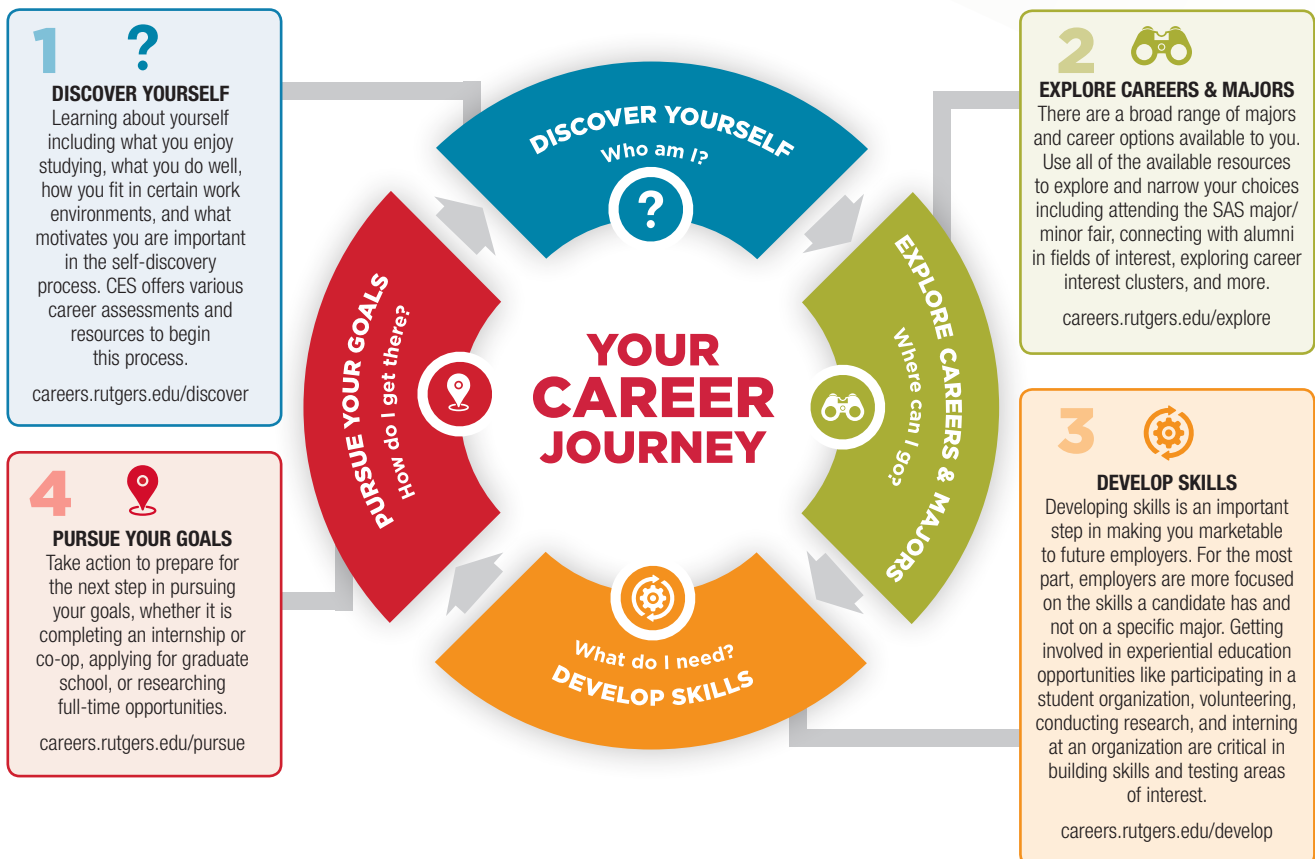 1
DISCOVER YOURSELF
Learning about yourself
including what you enjoy
studying, what you do well,
how you fit in certain work
environments, and what
motivates you are important
in the self-discovery
process. CES offers various
career assessments and
resources to begin
this process.
careers.rutgers.edu/discover
2
EXPLORE CAREERS & MAJORS
There are a broad range of majors
and career options available to you.
Use all of the available resources
to explore and narrow your choices
including attending the SAS major/
minor fair, connecting with alumni
in fields of interest, exploring career
interest clusters, and more.
careers.rutgers.edu/explore
3
DEVELOP SKILLS
Developing skills is an important
step in making you marketable
to future employers. For the most
part, employers are more focused
on the skills a candidate has and
not on a specific major. Getting
involved in experiential education
opportunities like participating in a
student organization, volunteering,
conducting research, and interning
at an organization are critical in
building skills and testing areas
of interest.
careers.rutgers.edu/develop
4
PURSUE YOUR GOALS
Take action to prepare for
the next step in pursuing
your goals, whether it is
completing an internship or
co-op, applying for graduate
school, or researching
full-time opportunities.
careers.rutgers.edu/pursue
DISCOVER YOURSELF
Who am I?
?
EXPLORE CAREERS & MAJORS
Where can I go?
What do I need?
DEVELOP SKILLS
PURSUE YOUR GOALS
How do I get there?
YOUR
CAREER
JOURNEY